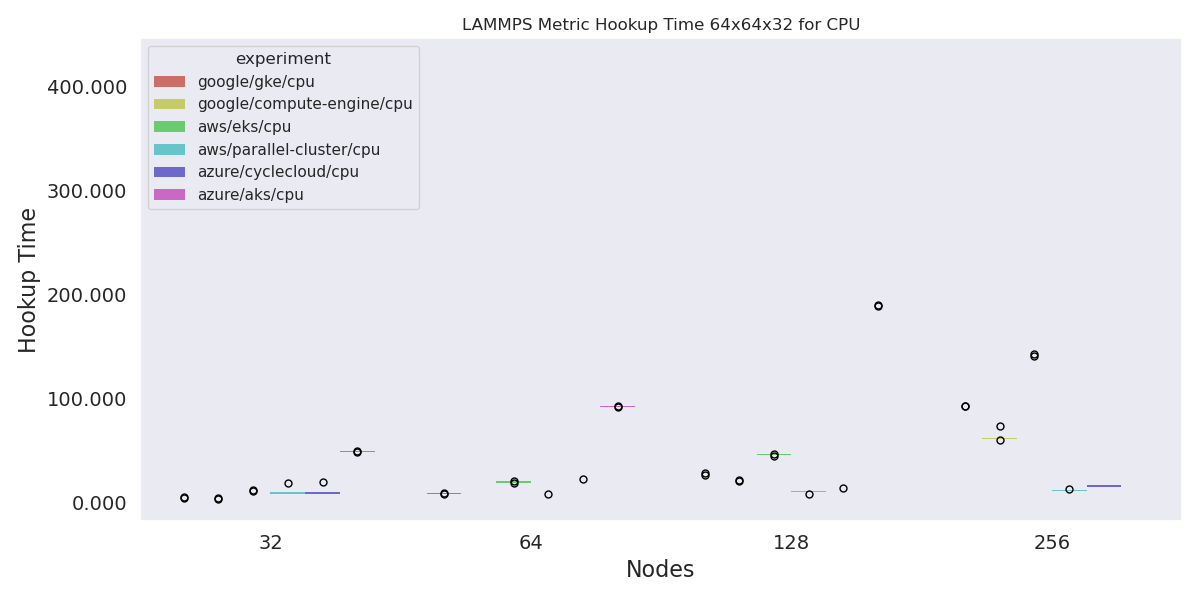 LAMMPS Metric Hookup Time 64x64x32 for CPU
experiment
google/gke/cpu
google/compute-engine/cpu
aws/eks/cpu
aws/parallel-cluster/cpu
azure/cyclecloud/cpu
azure/aks/cpu
Hookup Time
400.000
300.000
200.000
100.000
0.000
32 64 128 256
Nodes